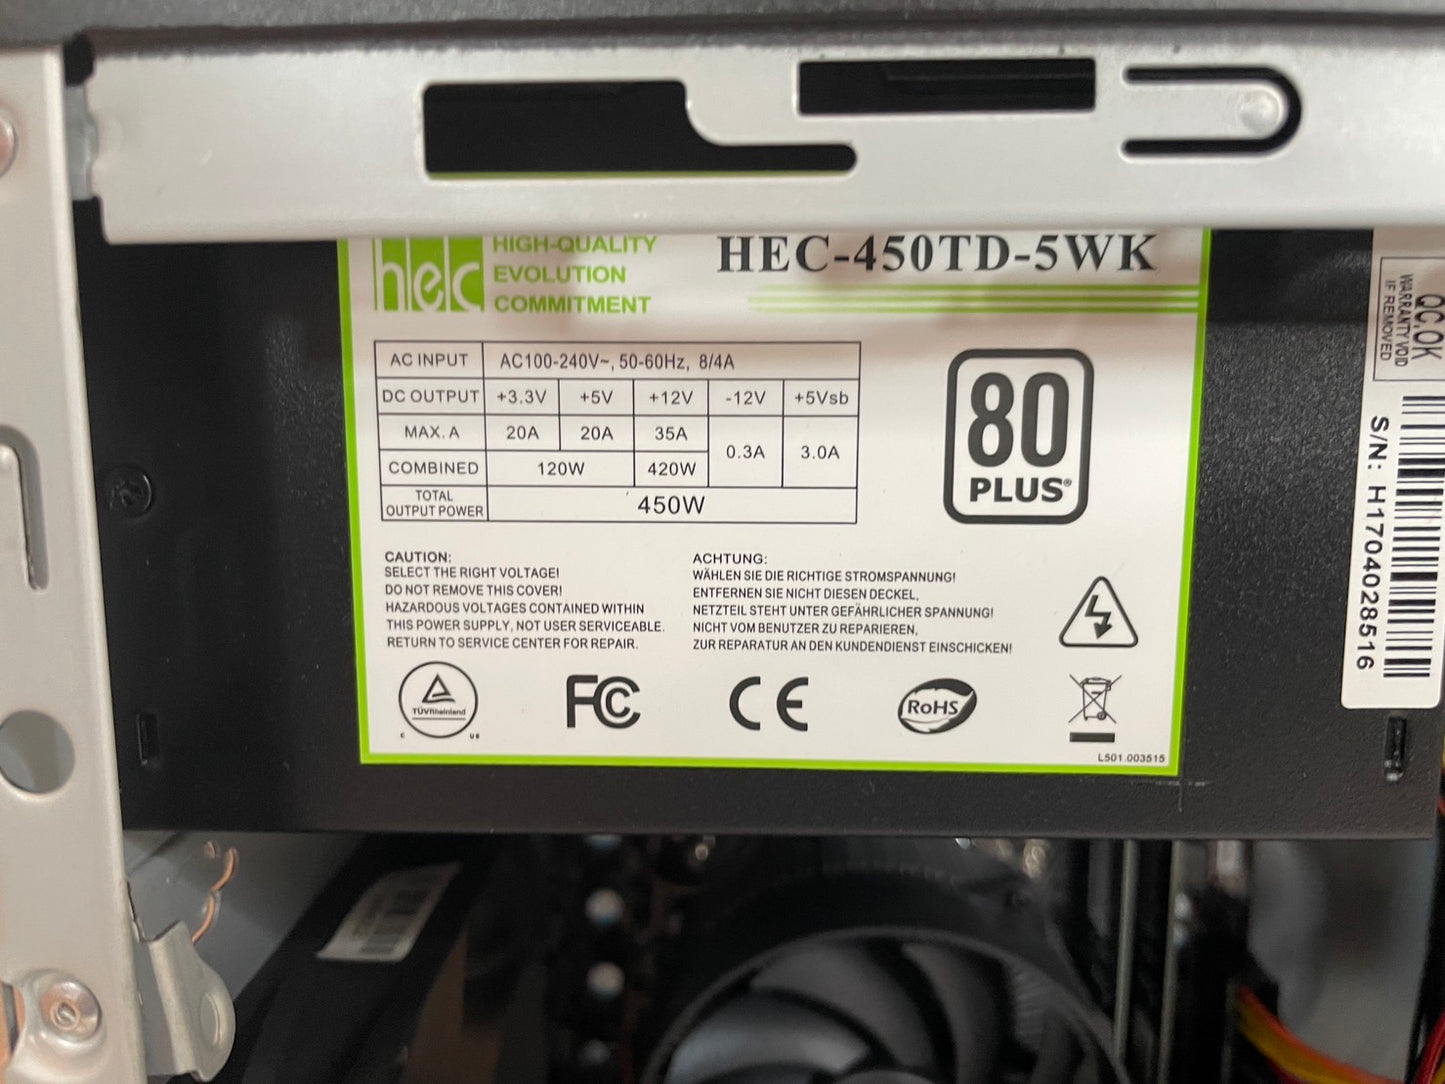 hec
HIGH-QUALITY
EVOLUTION
COMMITMENT
HEC-450TD-5WK
AC INPUT AC100-240V~, 50-60Hz, 8/4A
DC OUTPUT +3.3V +5V +12V -12V +5Vsb
MAX. A 20A 20A 35A 0.3A 3.0A
COMBINED 120W 420W
TOTAL
OUTPUT POWER 450W
80
PLUS®
CAUTION:
SELECT THE RIGHT VOLTAGE!
DO NOT REMOVE THIS COVER!
HAZARDOUS VOLTAGES CONTAINED WITHIN
THIS POWER SUPPLY, NOT USER SERVICEABLE.
RETURN TO SERVICE CENTER FOR REPAIR.
ACHTUNG:
WÄHLEN SIE DIE RICHTIGE STROMSPANNUNG!
ENTFERNEN SIE NICHT DIESEN DECKEL,
NETZTEIL STEHT UNTER GEFÄHRLICHER SPANNUNG!
NICHT VOM BENUTZER ZU REPARIEREN,
ZUR REPARATUR AN DEN KUNDENDIENST EINSCHICKEN!
TÜVRheinland
C US
FC
CE
RoHS
L501.003515
QC.OK
WARRANTY VOID
IF REMOVED
S/N: H1704028516